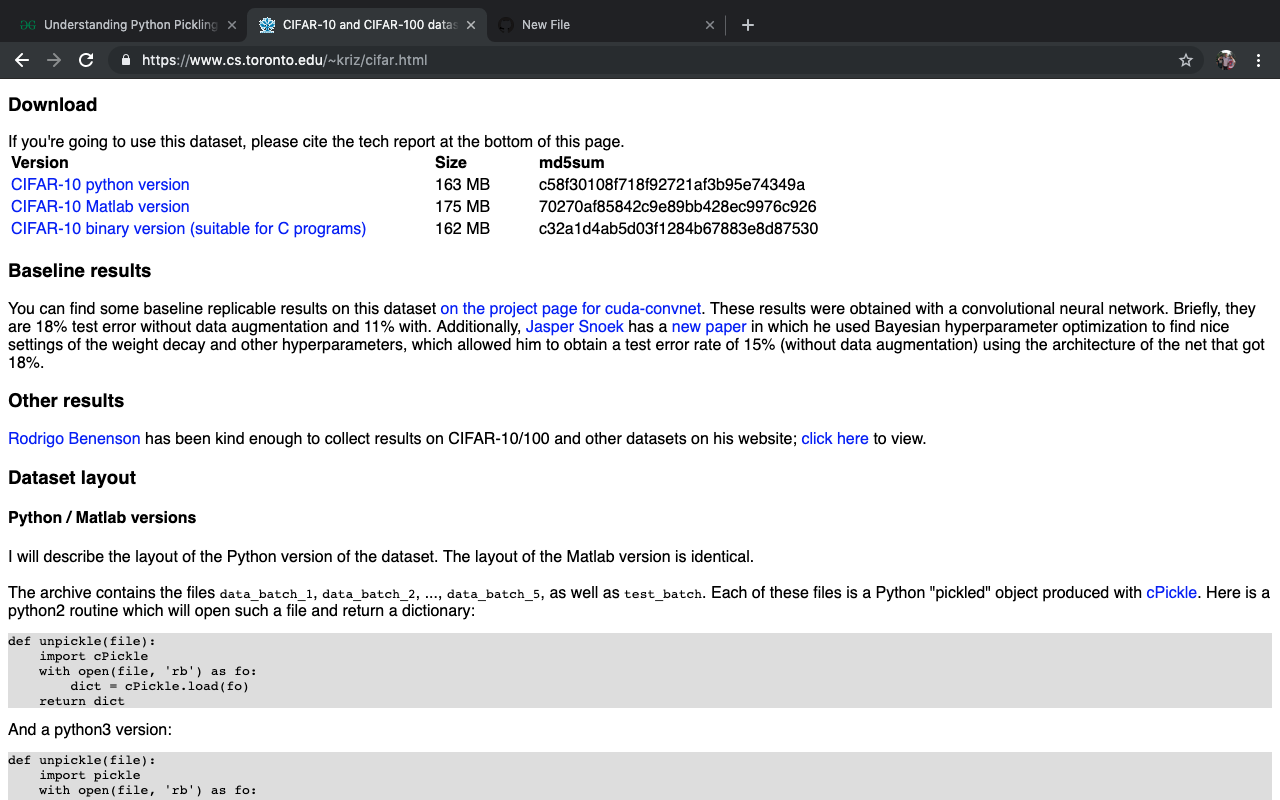 Understanding Python Pickling
CIFAR-10 and CIFAR-100 datas
New File
https://www.cs.toronto.edu/~kriz/cifar.html
Download
If you're going to use this dataset, please cite the tech report at the bottom of this page.
Version Size md5sum
CIFAR-10 python version 163 MB c58f30108f718f92721af3b95e74349a
CIFAR-10 Matlab version 175 MB 70270af85842c9e89bb428ec9976c926
CIFAR-10 binary version (suitable for C programs) 162 MB c32a1d4ab5d03f1284b67883e8d87530
Baseline results
You can find some baseline replicable results on this dataset on the project page for cuda-convnet. These results were obtained with a convolutional neural network. Briefly, they
are 18% test error without data augmentation and 11% with. Additionally, Jasper Snoek has a new paper in which he used Bayesian hyperparameter optimization to find nice
settings of the weight decay and other hyperparameters, which allowed him to obtain a test error rate of 15% (without data augmentation) using the architecture of the net that got
18%.
Other results
Rodrigo Benenson has been kind enough to collect results on CIFAR-10/100 and other datasets on his website; click here to view.
Dataset layout
Python / Matlab versions
I will describe the layout of the Python version of the dataset. The layout of the Matlab version is identical.
The archive contains the files data_batch_1, data_batch_2, ..., data_batch_5, as well as test_batch. Each of these files is a Python "pickled" object produced with cPickle. Here is a
python2 routine which will open such a file and return a dictionary:
def unpickle(file):
    import cPickle
    with open(file, 'rb') as fo:
        dict = cPickle.load(fo)
    return dict
And a python3 version:
def unpickle(file):
    import pickle
    with open(file, 'rb') as fo: